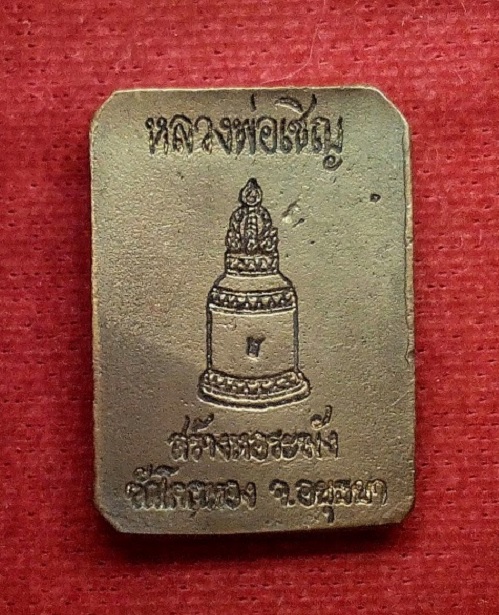 หลวงพ่อเชิญ
สร้างหอระฆัง
วัดโคกทอง จ.อยุธยา